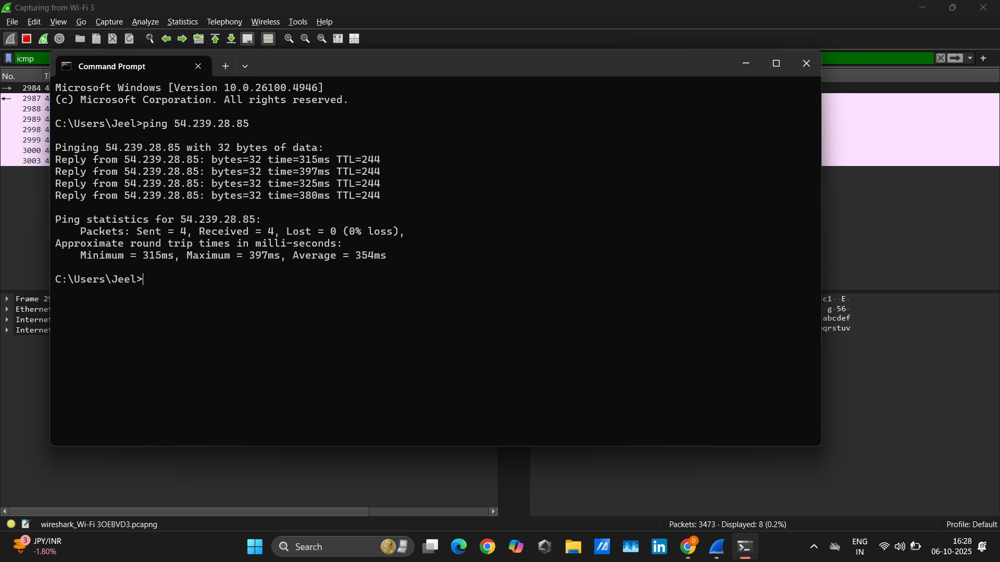 Capturing from Wi-Fi 3
File Edit View Go Capture Analyze Statistics Telephony Wireless Tools Help
icmp
Command Prompt
No.
2984 4
2987 4
2988 4
2989 4
2998 4
2999 4
3000 4
3003 4
Microsoft Windows [Version 10.0.26100.4946]
(c) Microsoft Corporation. All rights reserved.
C:\Users\Jeel>ping 54.239.28.85
Pinging 54.239.28.85 with 32 bytes of data:
Reply from 54.239.28.85: bytes=32 time=315ms TTL=244
Reply from 54.239.28.85: bytes=32 time=397ms TTL=244
Reply from 54.239.28.85: bytes=32 time=325ms TTL=244
Reply from 54.239.28.85: bytes=32 time=380ms TTL=244
Ping statistics for 54.239.28.85:
Packets: Sent = 4, Received = 4, Lost = 0 (0% loss),
Approximate round trip times in milli-seconds:
Minimum = 315ms, Maximum = 397ms, Average = 354ms
C:\Users\Jeel>
Frame
c1··E·
·g·56·
abcdef
qrstuv
wireshark_Wi-Fi 3OEBVD3.pcapng
Packets: 3473 · Displayed: 8 (0.2%)
Profile: Default
3
JPY/INR
-1.80%
Search
D
ENG
IN
16:28
06-10-2025